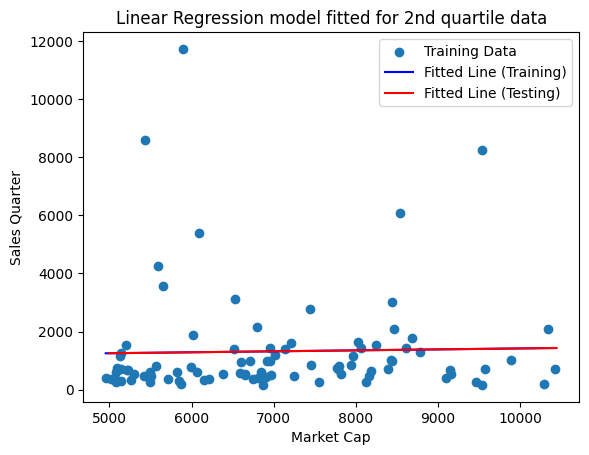 Linear Regression model fitted for 2nd quartile data
12000
10000
8000
6000
4000
2000
0
Sales Quarter
Training Data
Fitted Line (Training)
Fitted Line (Testing)
5000 6000 7000 8000 9000 10000
Market Cap